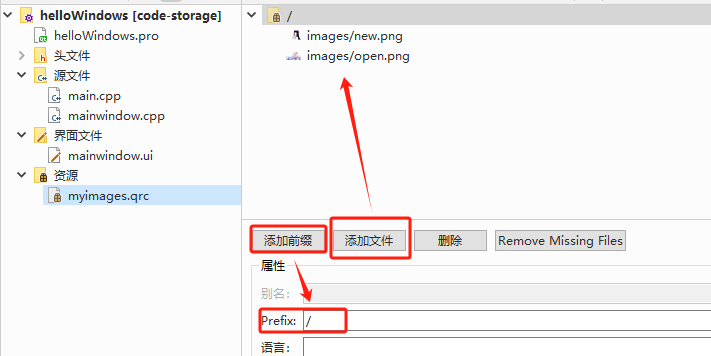 helloWindows [code-storage]
helloWindows.pro
头文件
源文件
main.cpp
mainwindow.cpp
界面文件
mainwindow.ui
资源
myimages.qrc
/
images/new.png
images/open.png
添加前缀 添加文件 删除 Remove Missing Files
属性
别名:
Prefix: /
语言: